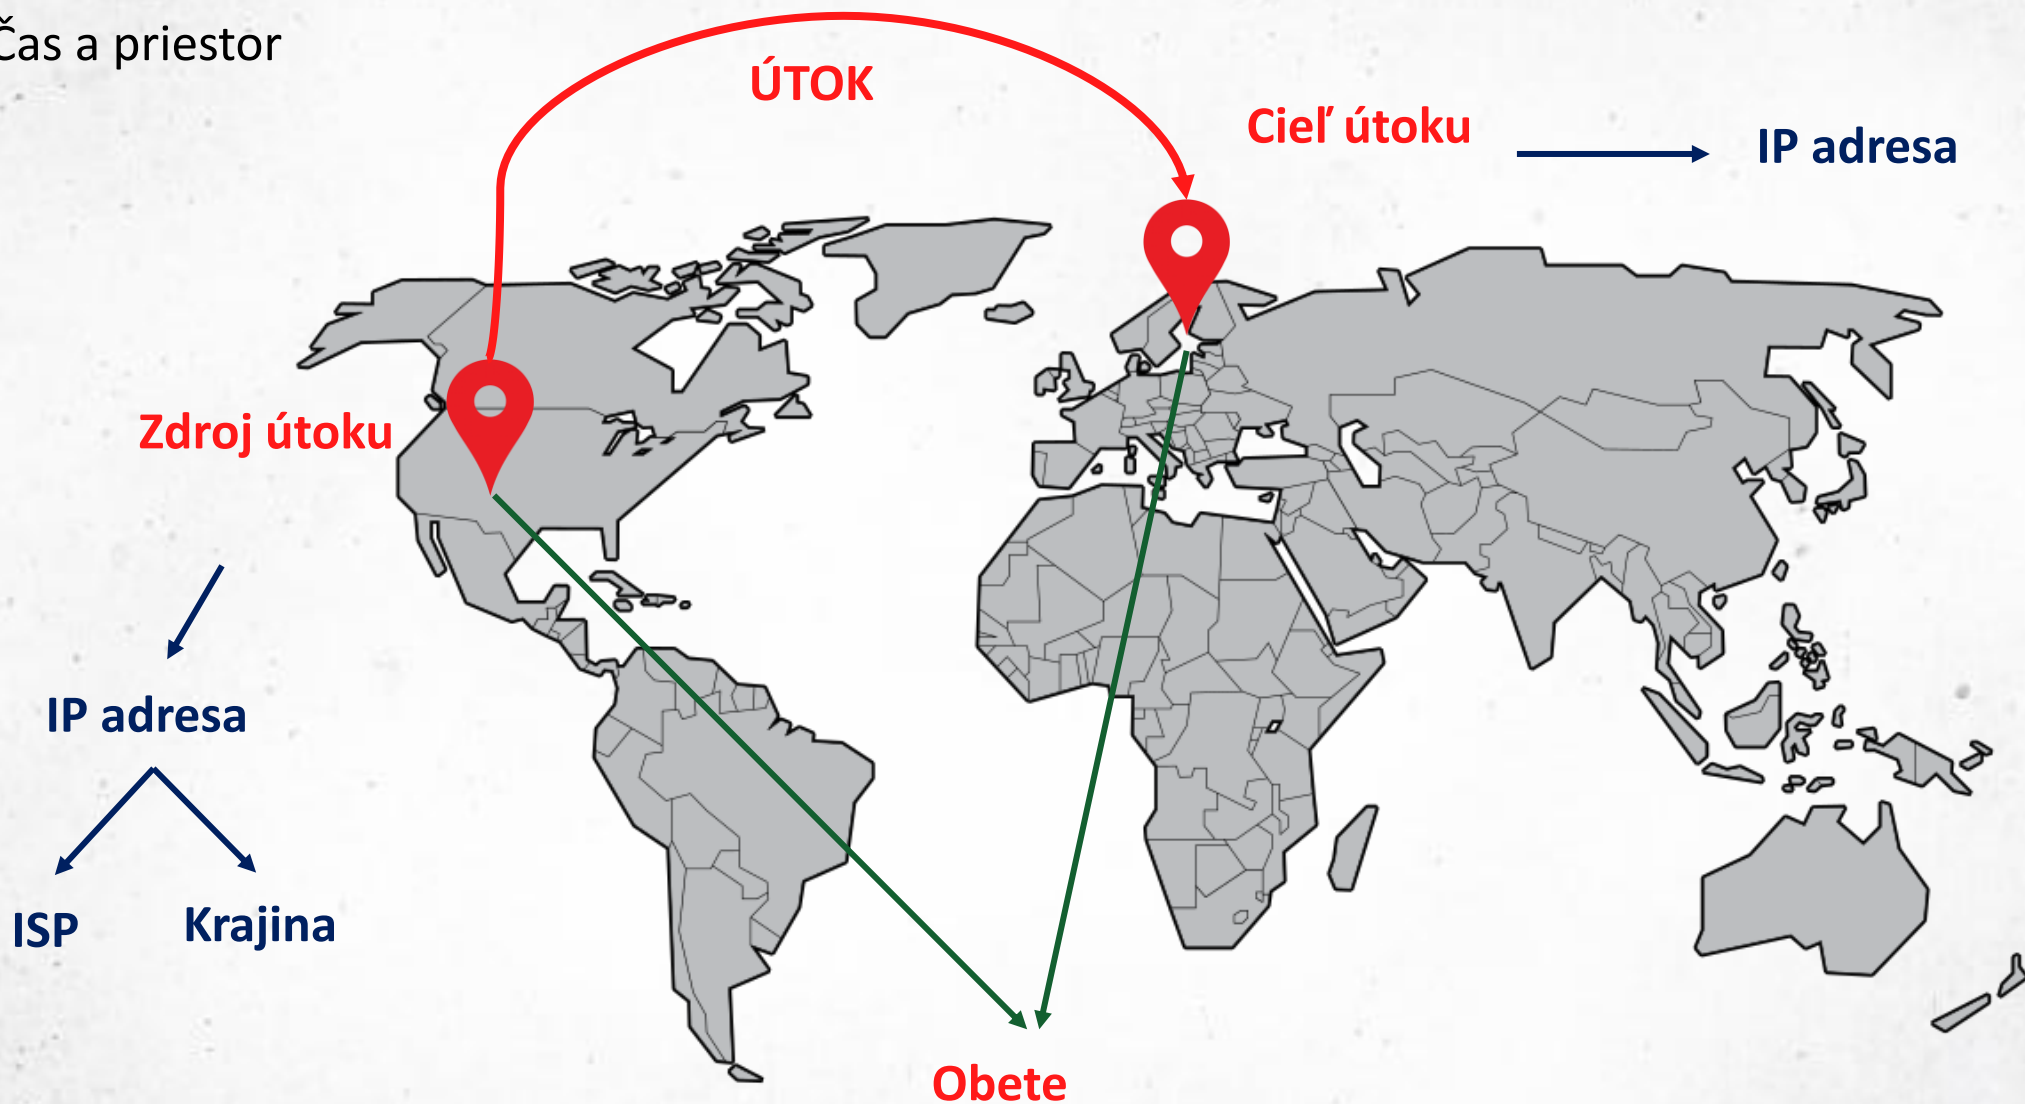 Čas a priestor
ÚTOK
Cieľ útoku
IP adresa
Zdroj útoku
IP adresa
ISP
Krajina
Obete